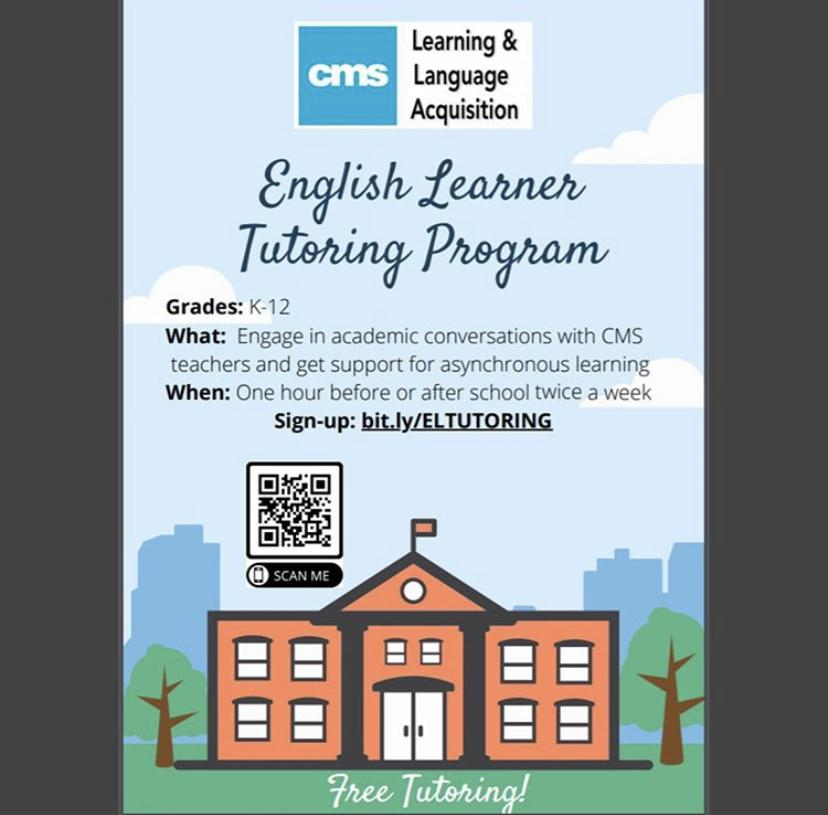 cms
Learning &
Language
Acquisition
English Learner
Tutoring Program
Grades: K-12
What: Engage in academic conversations with CMS
teachers and get support for asynchronous learning
When: One hour before or after school twice a week
Sign-up: bit.ly/ELTUTORING
SCAN ME
Free Tutoring!